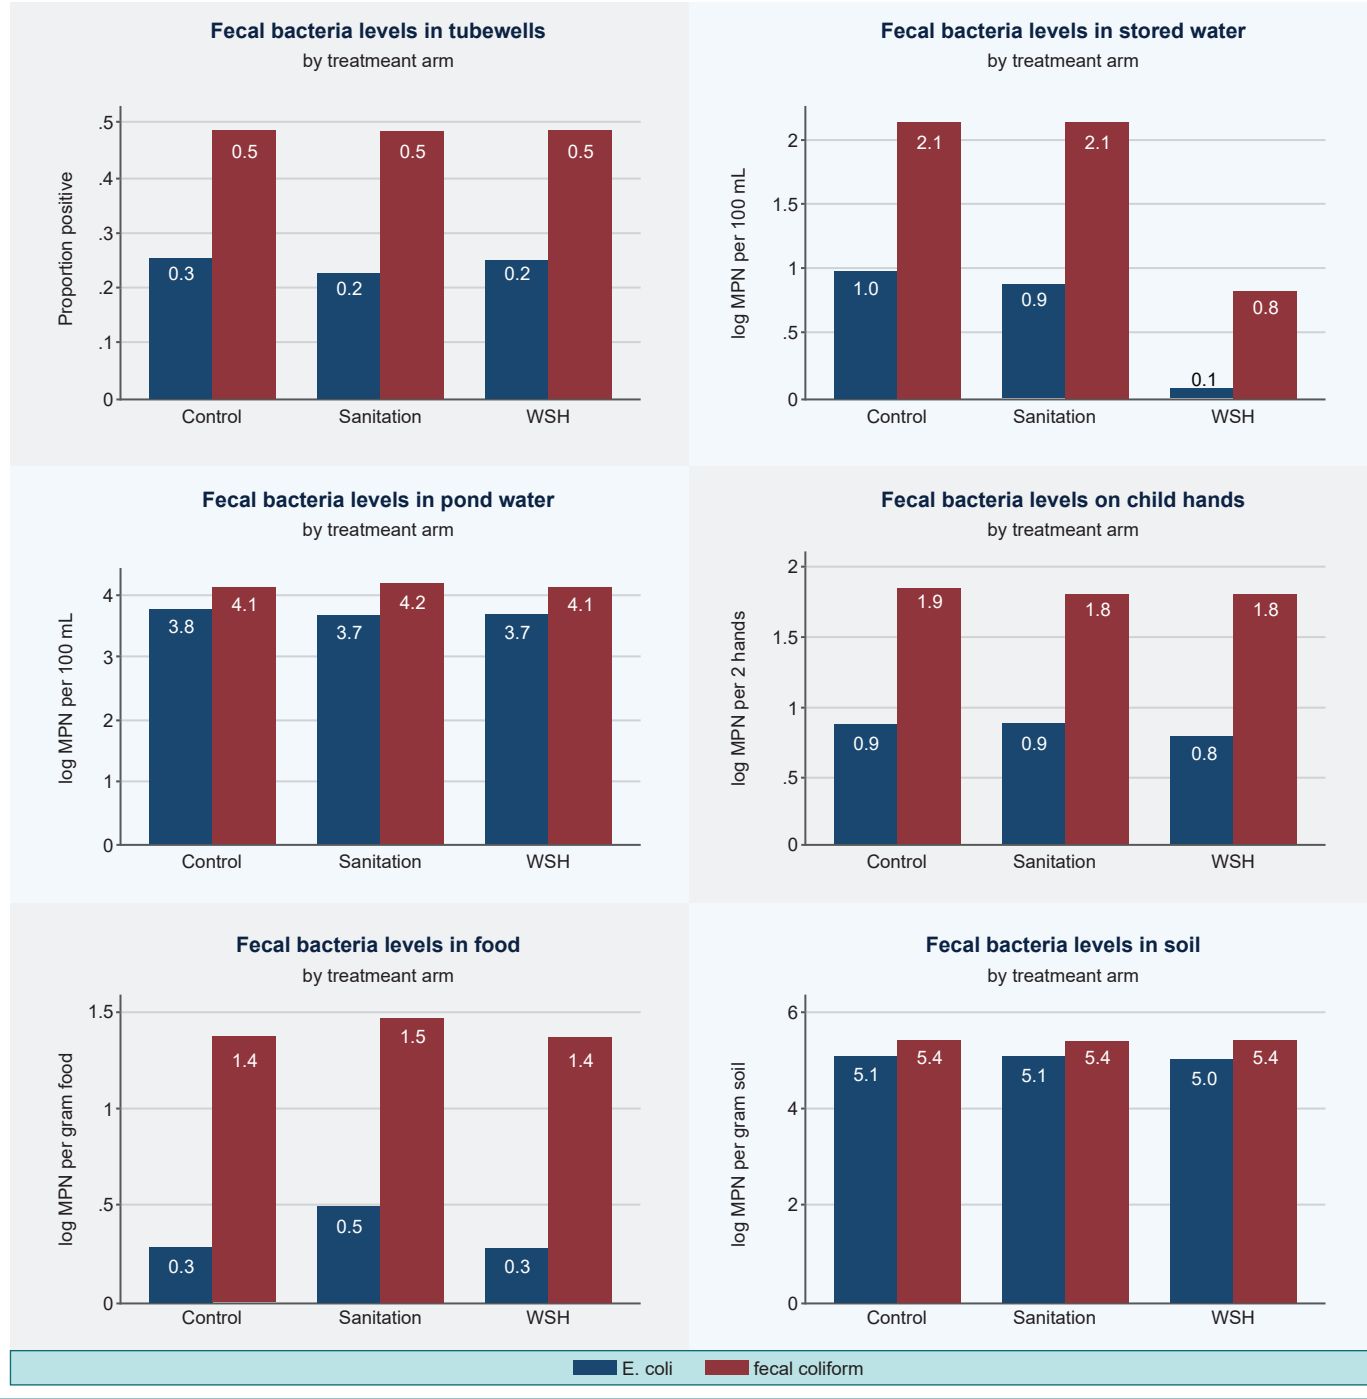 Fecal bacteria levels in tubewells
by treatmeant arm
Proportion positive
.5
.4
.3
.2
.1
0
0.3
0.5
0.2
0.5
0.2
0.5
Control
Sanitation
WSH
Fecal bacteria levels in stored water
by treatmeant arm
log MPN per 100 mL
2
1.5
1
.5
0
1.0
2.1
0.9
2.1
0.1
0.8
Control
Sanitation
WSH
Fecal bacteria levels in pond water
by treatmeant arm
log MPN per 100 mL
4
3
2
1
0
3.8
4.1
3.7
4.2
3.7
4.1
Control
Sanitation
WSH
Fecal bacteria levels on child hands
by treatmeant arm
log MPN per 2 hands
2
1.5
1
.5
0
0.9
1.9
0.9
1.8
0.8
1.8
Control
Sanitation
WSH
Fecal bacteria levels in food
by treatmeant arm
log MPN per gram food
1.5
1
.5
0
0.3
1.4
0.5
1.5
0.3
1.4
Control
Sanitation
WSH
Fecal bacteria levels in soil
by treatmeant arm
log MPN per gram soil
6
4
2
0
5.1
5.4
5.1
5.4
5.0
5.4
Control
Sanitation
WSH
E. coli
fecal coliform